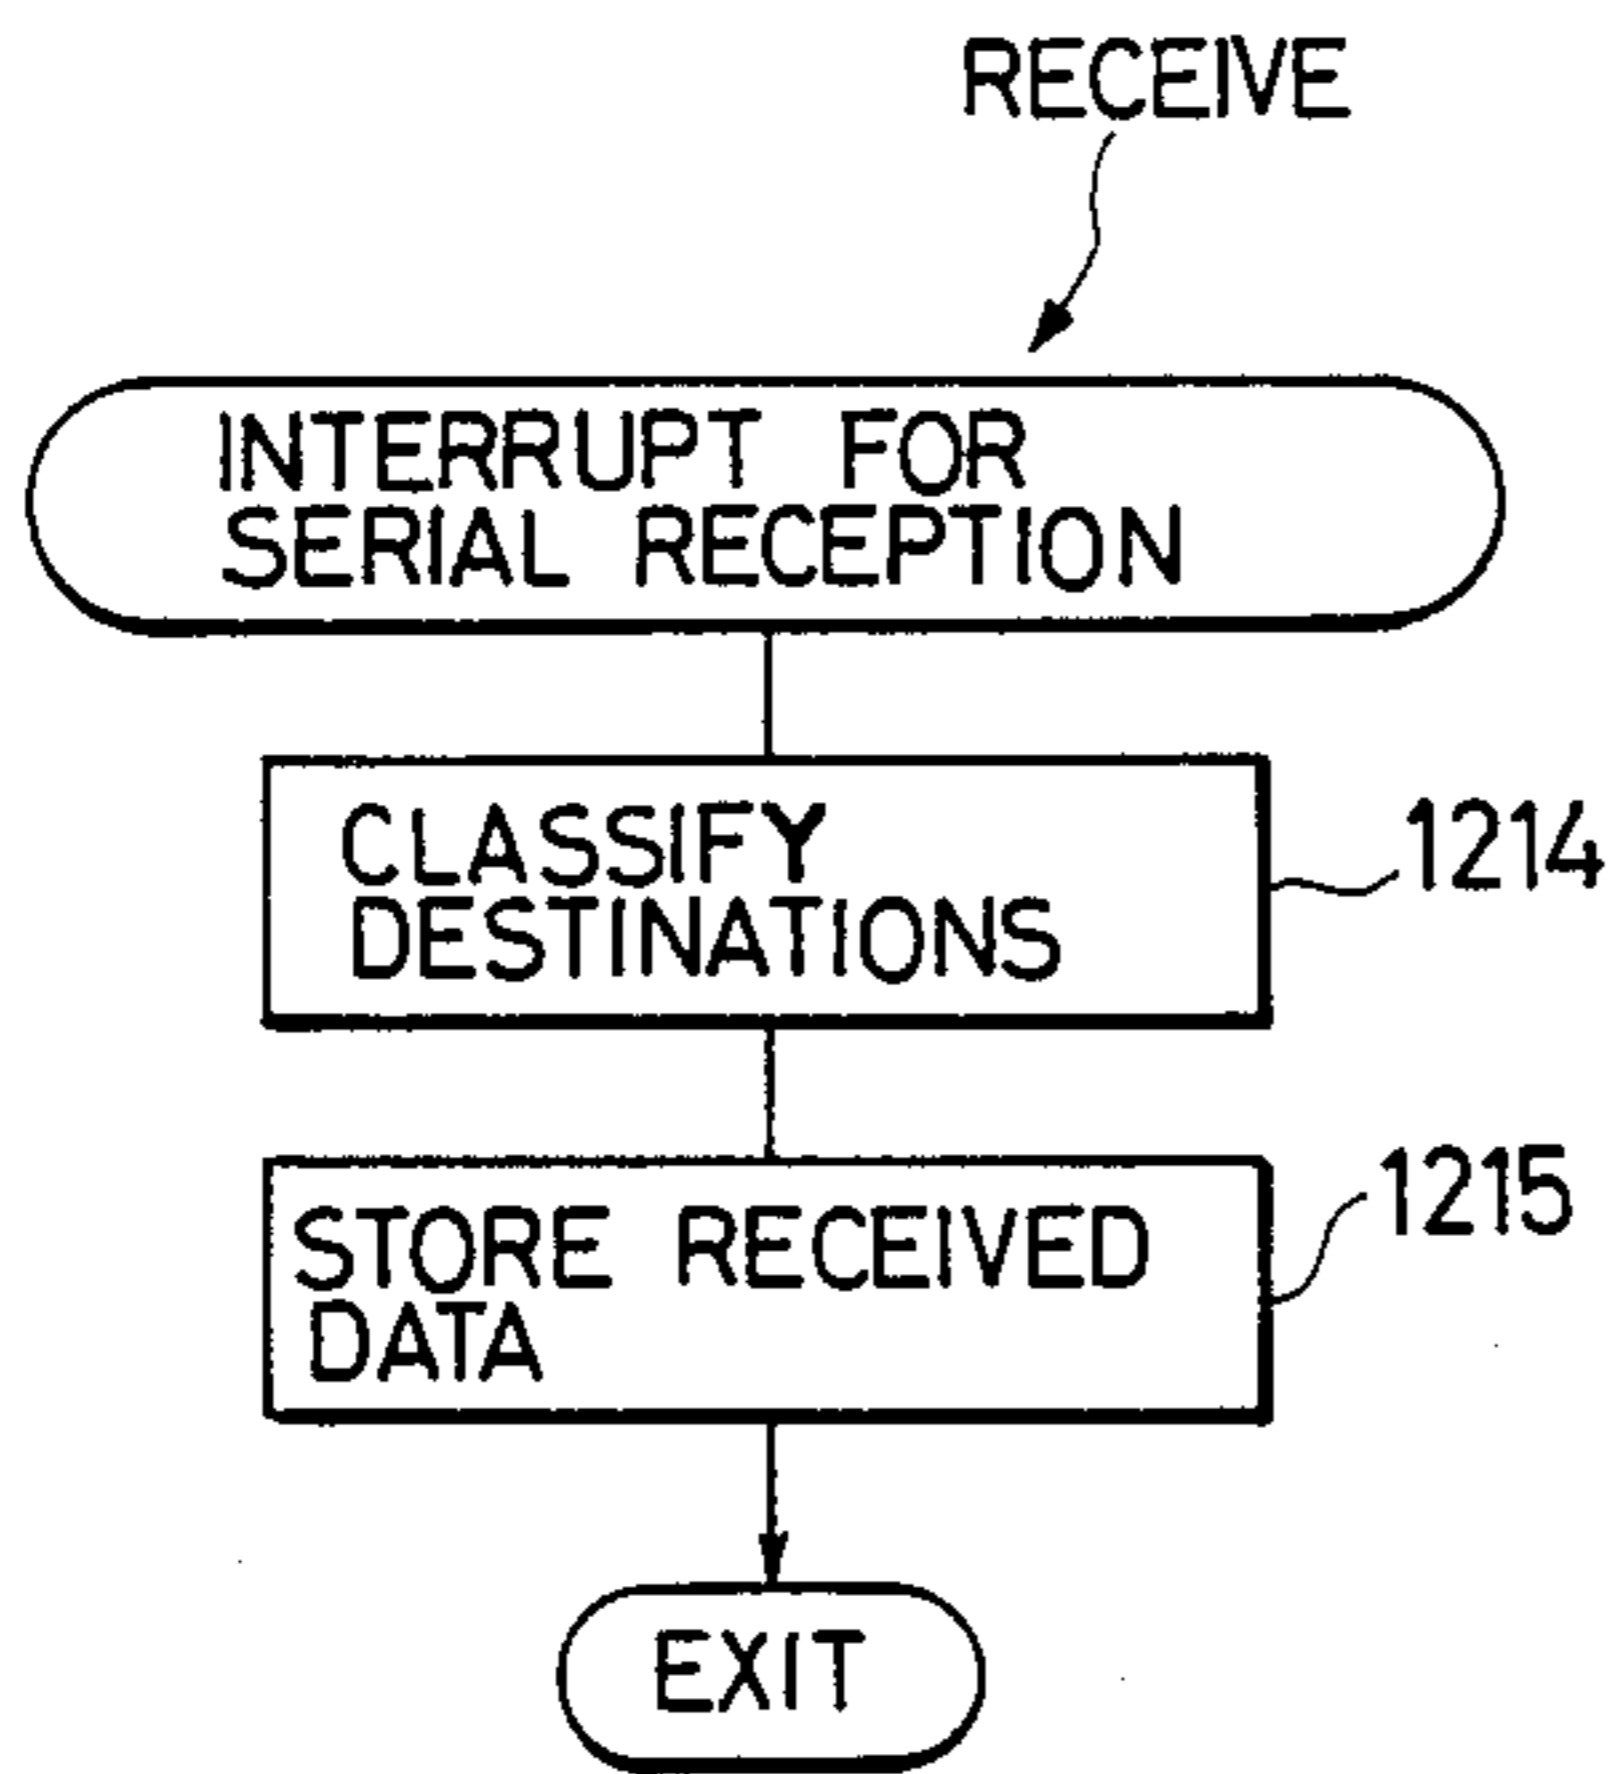 RECEIVE
INTERRUPT FOR
SERIAL RECEPTION
CLASSIFY
DESTINATIONS
1214
STORE RECEIVED
DATA
1215
EXIT